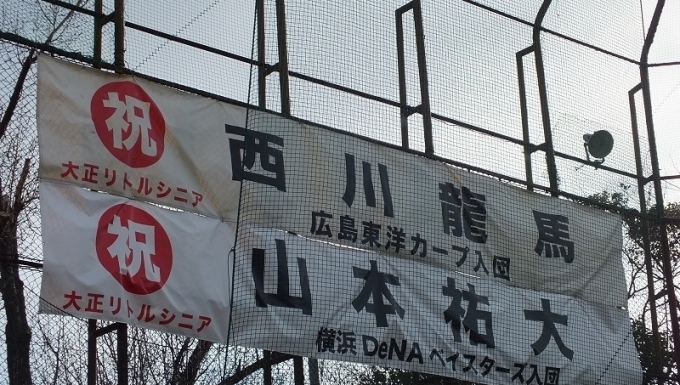 祝
大正リトルシニア
西川龍馬
広島東洋カープ入団
祝
大正リトルシニア
山本祐大
横浜DeNAベイスターズ入団